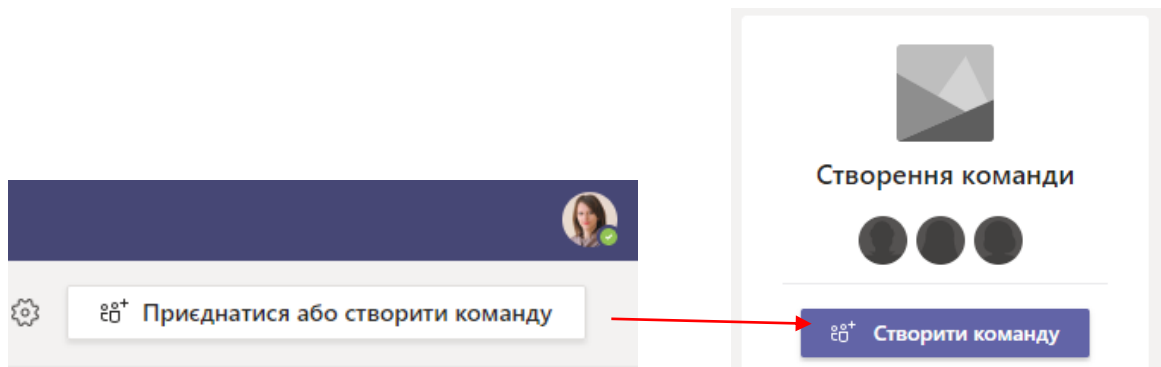 Створення команди
Приєднатися або створити команду
Створити команду